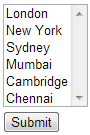 London
New York
Sydney
Mumbai
Cambridge
Chennai
Submit